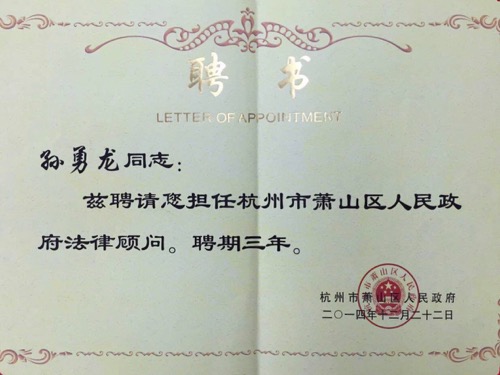 聘书
LETTER OF APPOINTMENT
孙勇龙同志：
兹聘请您担任杭州市萧山区人民政
府法律顾问。聘期三年。
杭州市萧山区人民政府
二〇一四年十二月二十二日